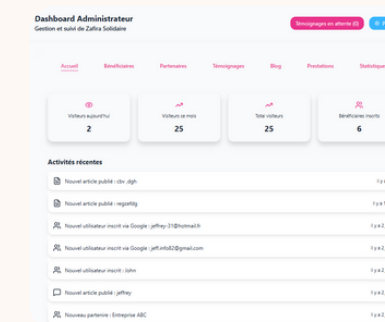 Dashboard Administrateur
Gestion et suivi de Zafira Solidaire
Témoignages en attente (0)
Accueil Bénéficiaires Partenaires Témoignages Blog Prestations Statistique
Visiteurs aujourd'hui Visiteurs ce mois Total visiteurs Bénéficiaires inscrits
2 25 25 6
Activités récentes
Nouvel article publié : cbv ,dgh
Nouvel article publié : regzefdg
Nouvel utilisateur inscrit via Google : jeffrey-31@hotmail.fr
Nouvel utilisateur inscrit via Google : jeff.info82@gmail.com
Nouvel utilisateur inscrit : John
Nouvel article publié : jeffrey
Nouveau partenaire : Entreprise ABC